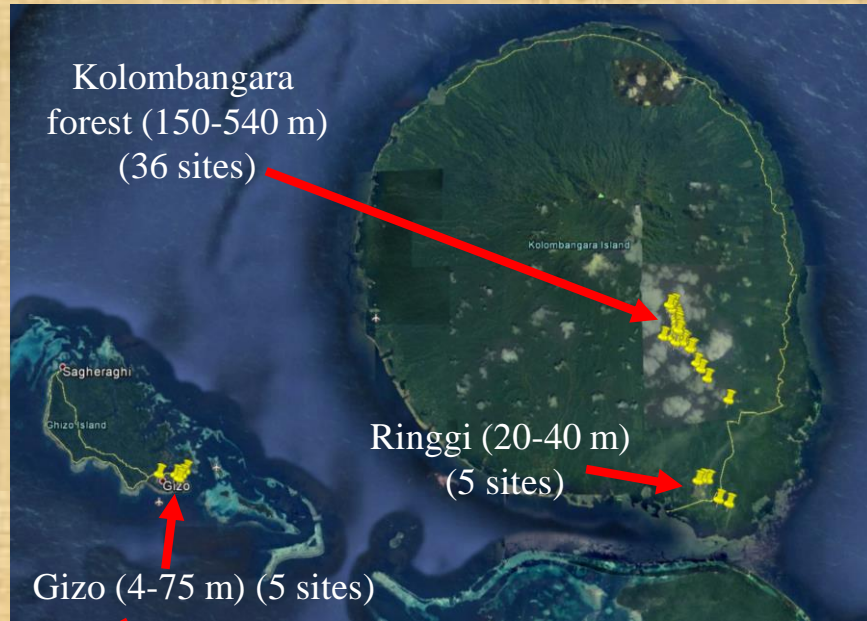 Kolombangara
forest (150-540 m)
(36 sites)
Kolombangara Island
Sagheraghi
Ghizo Island
Ringgi (20-40 m)
(5 sites)
Gizo
Gizo (4-75 m) (5 sites)